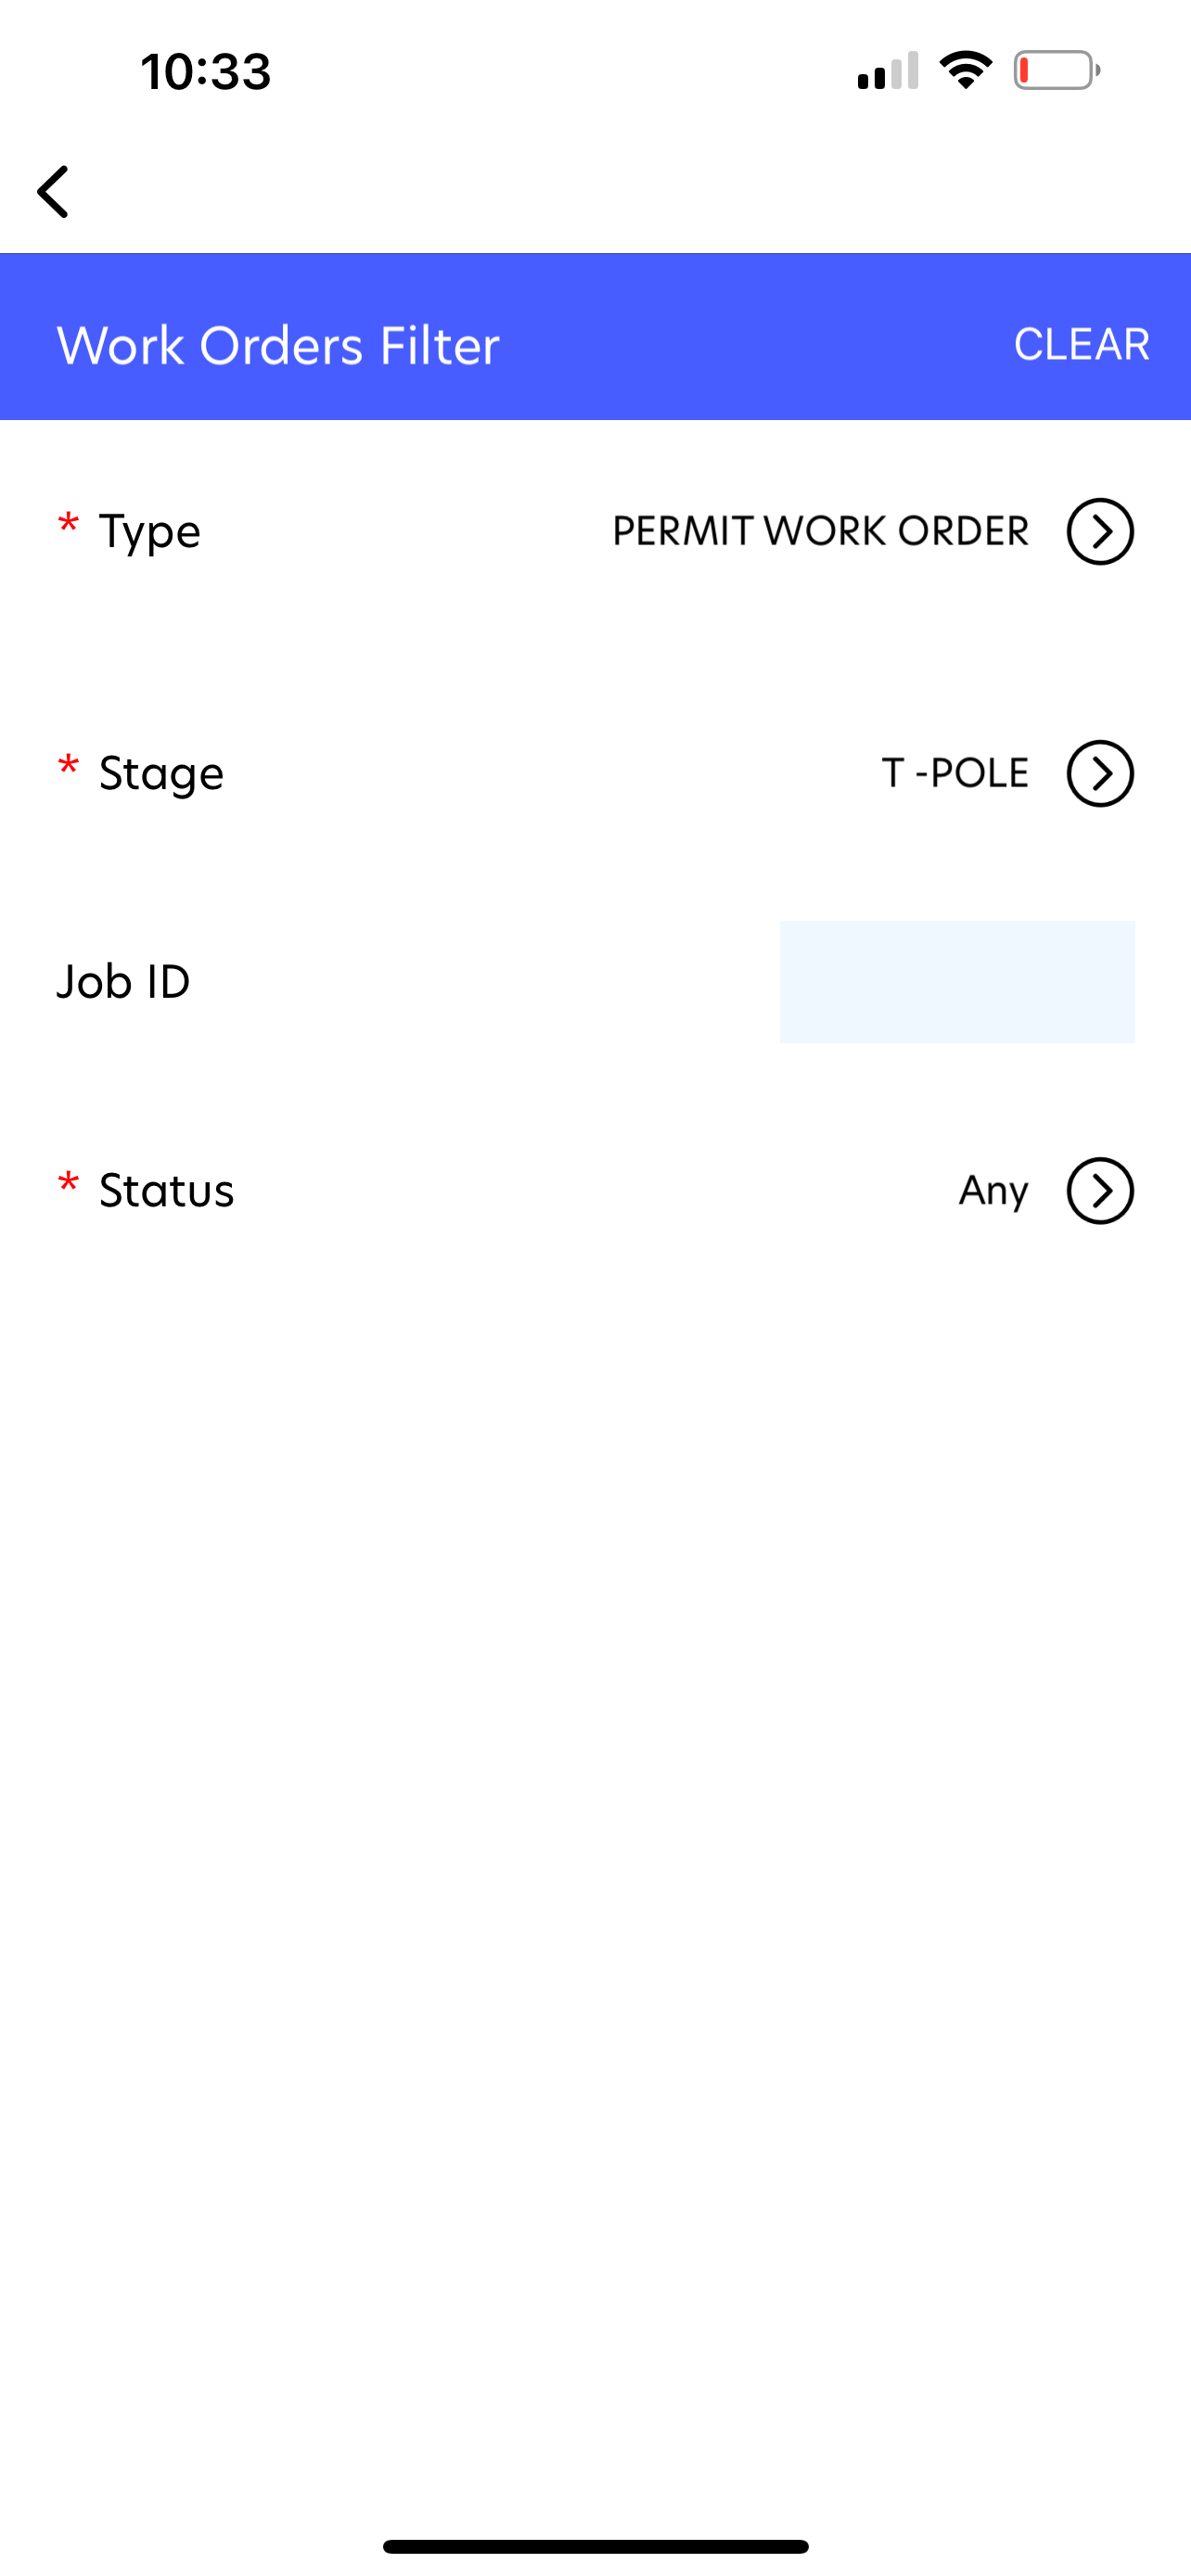 10:33
Work Orders Filter CLEAR
* Type PERMIT WORK ORDER
* Stage T -POLE
Job ID
* Status Any